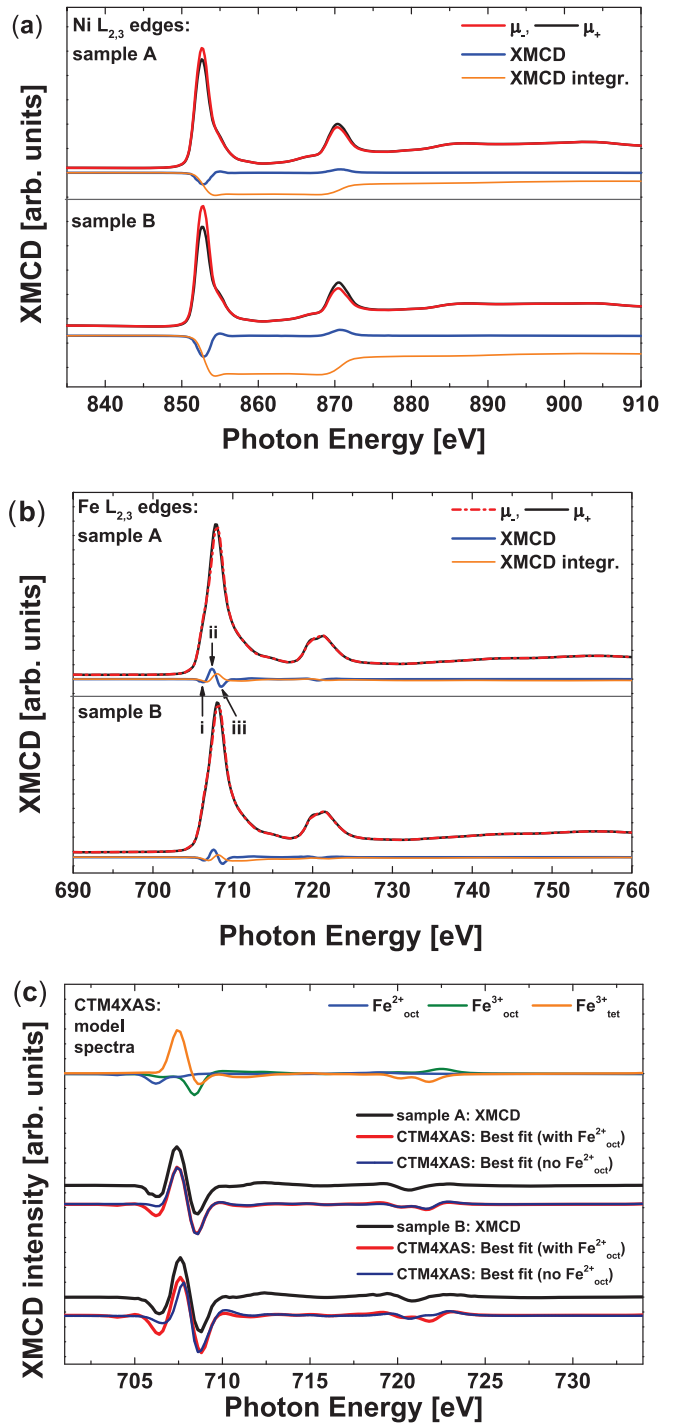 (a)
Ni L2,3 edges:
sample A
μ-, μ+
XMCD
XMCD integr.
sample B
XMCD [arb. units]
840 850 860 870 880 890 900 910
Photon Energy [eV]
(b)
Fe L2,3 edges:
sample A
μ-, μ+
XMCD
XMCD integr.
ii
i
iii
sample B
XMCD [arb. units]
690 700 710 720 730 740 750 760
Photon Energy [eV]
(c)
CTM4XAS:
model
spectra
Fe2+oct Fe3+oct Fe3+tet
sample A: XMCD
CTM4XAS: Best fit (with Fe2+oct)
CTM4XAS: Best fit (no Fe2+oct)
sample B: XMCD
CTM4XAS: Best fit (with Fe2+oct)
CTM4XAS: Best fit (no Fe2+oct)
XMCD intensity [arb. units]
705 710 715 720 725 730
Photon Energy [eV]